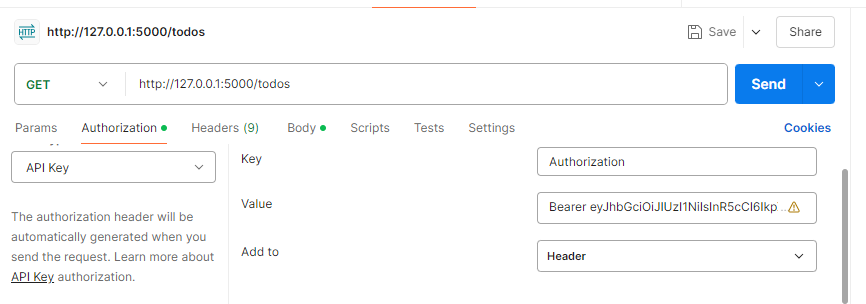 HTTP http://127.0.0.1:5000/todos Save Share
GET http://127.0.0.1:5000/todos Send
Params Authorization Headers (9) Body Scripts Tests Settings Cookies
API Key
Key Authorization
Value Bearer eyJhbGciOiJIUzI1NiIsInR5cCI6Ikp ...
Add to Header
The authorization header will be
automatically generated when you
send the request. Learn more about
API Key authorization.